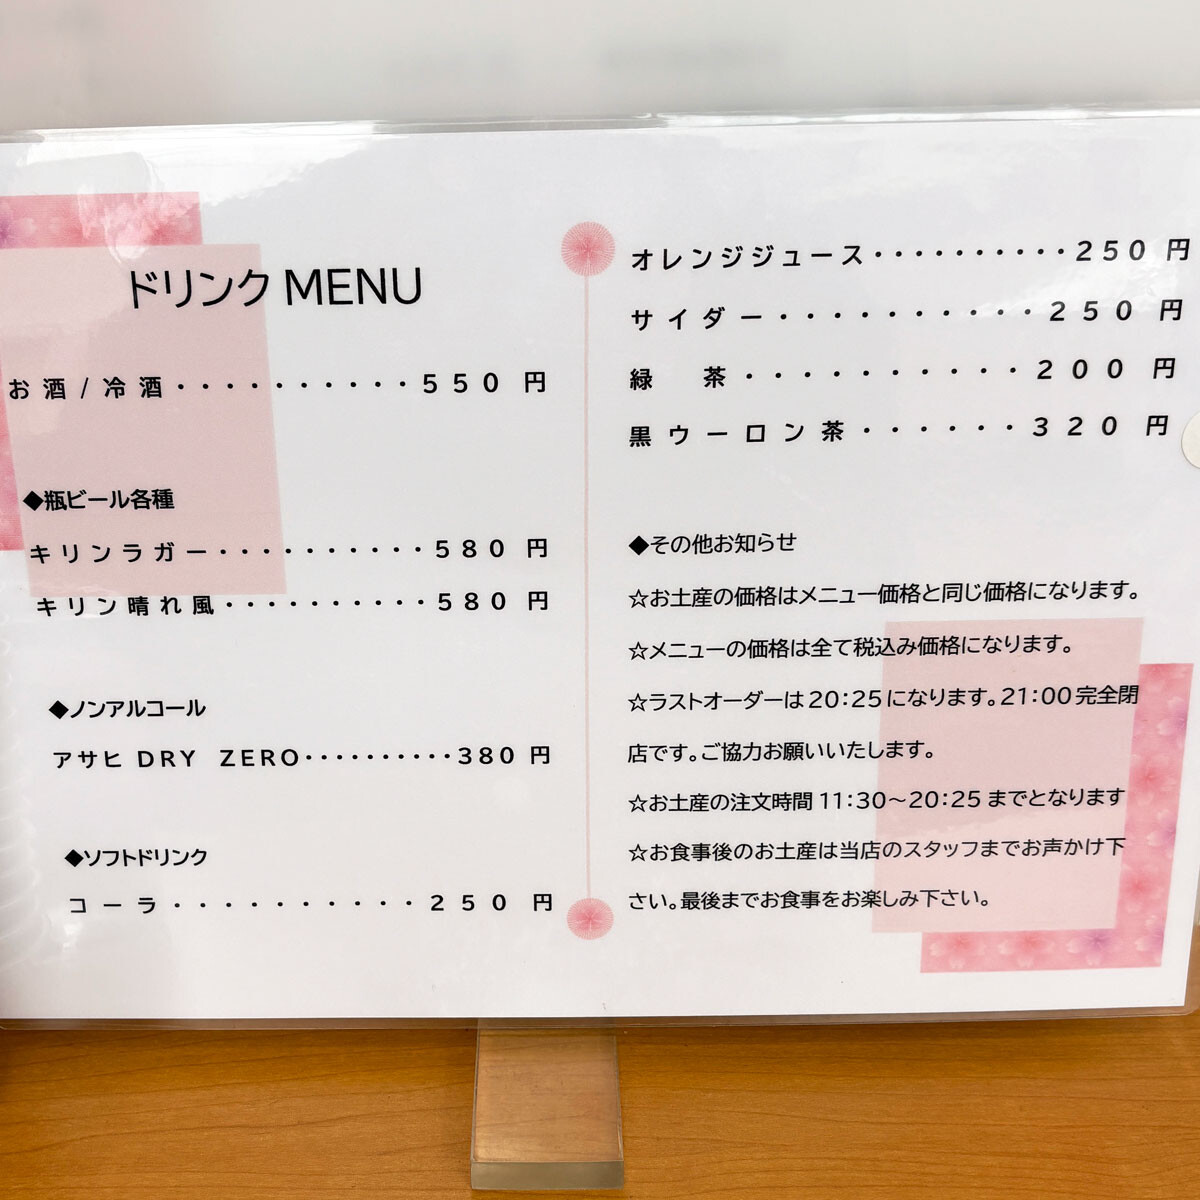 ドリンクMENU
お酒/冷酒・・・・・・・・・・550円
◆瓶ビール各種
キリンラガー・・・・・・・・・・580円
キリン晴れ風・・・・・・・・・・580円
◆ノンアルコール
アサヒDRY ZERO・・・・・・・・・・380円
◆ソフトドリンク
コーラ・・・・・・・・・・250円
オレンジジュース・・・・・・・・・・250円
サイダー・・・・・・・・・・250円
緑 茶・・・・・・・・・・200円
黒ウーロン茶・・・・・・320円
◆その他お知らせ
☆お土産の価格はメニュー価格と同じ価格になります。
☆メニューの価格は全て税込み価格になります。
☆ラストオーダーは20:25になります。21:00完全閉
店です。ご協力お願いいたします。
☆お土産の注文時間11:30～20:25までとなります
☆お食事後のお土産は当店のスタッフまでお声かけ下
さい。最後までお食事をお楽しみ下さい。